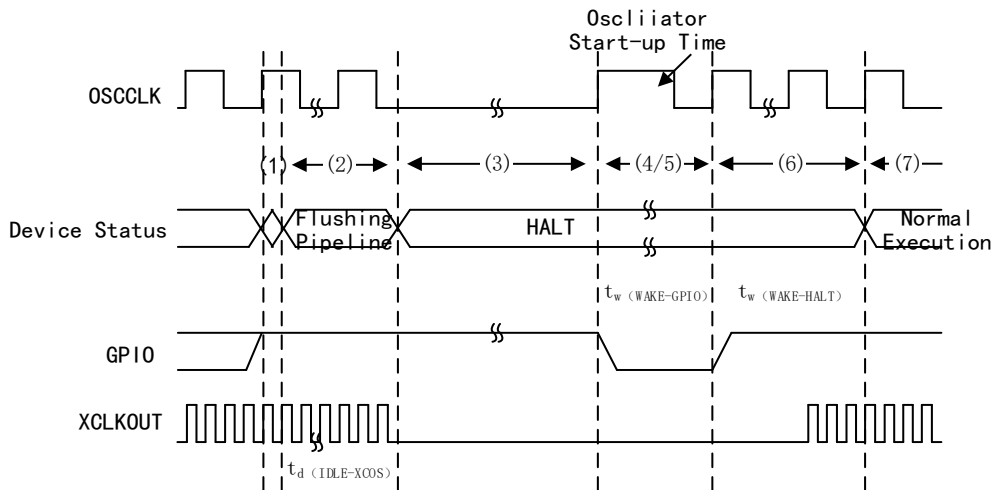 Oscliiiator
Start-up Time
OSCCLK
(1)
(2)
(3)
(4/5)
(6)
(7)
Device Status
Flushing
Pipeline
HALT
Normal
Execution
tw (WAKE-GPIO)
tw (WAKE-HALT)
GPIO
XCLKOUT
td (IDLE-XCOS)